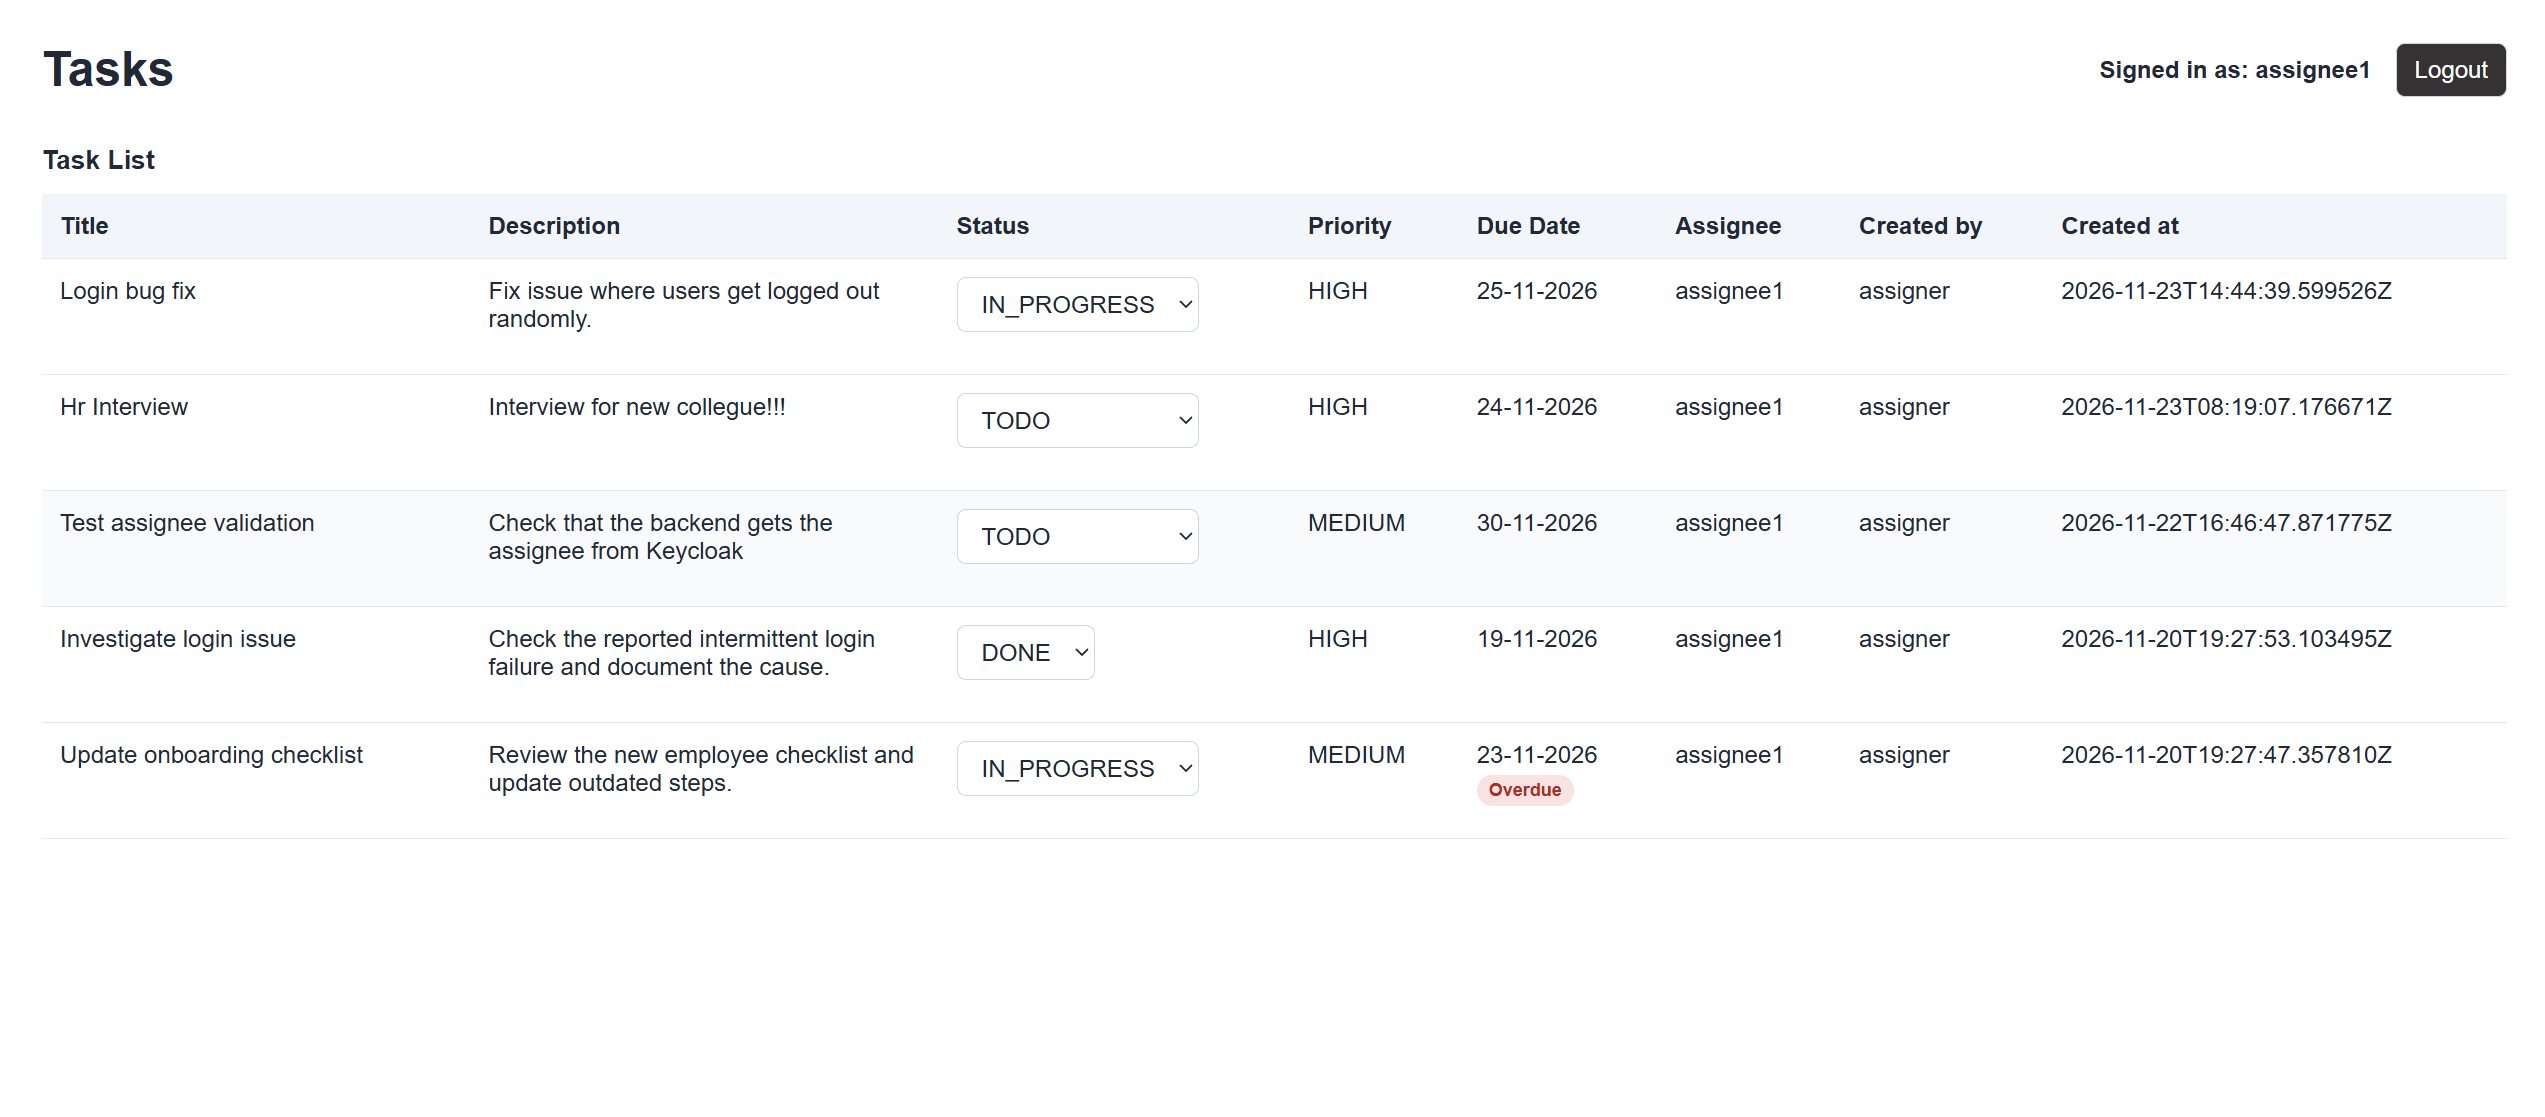 Tasks
Signed in as: assignee1 Logout
Task List
Title Description Status Priority Due Date Assignee Created by Created at
Login bug fix Fix issue where users get logged out IN_PROGRESS HIGH 25-11-2026 assignee1 assigner 2026-11-23T14:44:39.599526Z
randomly.
Hr Interview Interview for new collegue!!! TODO HIGH 24-11-2026 assignee1 assigner 2026-11-23T08:19:07.176671Z
Test assignee validation Check that the backend gets the TODO MEDIUM 30-11-2026 assignee1 assigner 2026-11-22T16:46:47.871775Z
assignee from Keycloak
Investigate login issue Check the reported intermittent login DONE HIGH 19-11-2026 assignee1 assigner 2026-11-20T19:27:53.103495Z
failure and document the cause.
Update onboarding checklist Review the new employee checklist and IN_PROGRESS MEDIUM 23-11-2026 assignee1 assigner 2026-11-20T19:27:47.357810Z
update outdated steps. Overdue